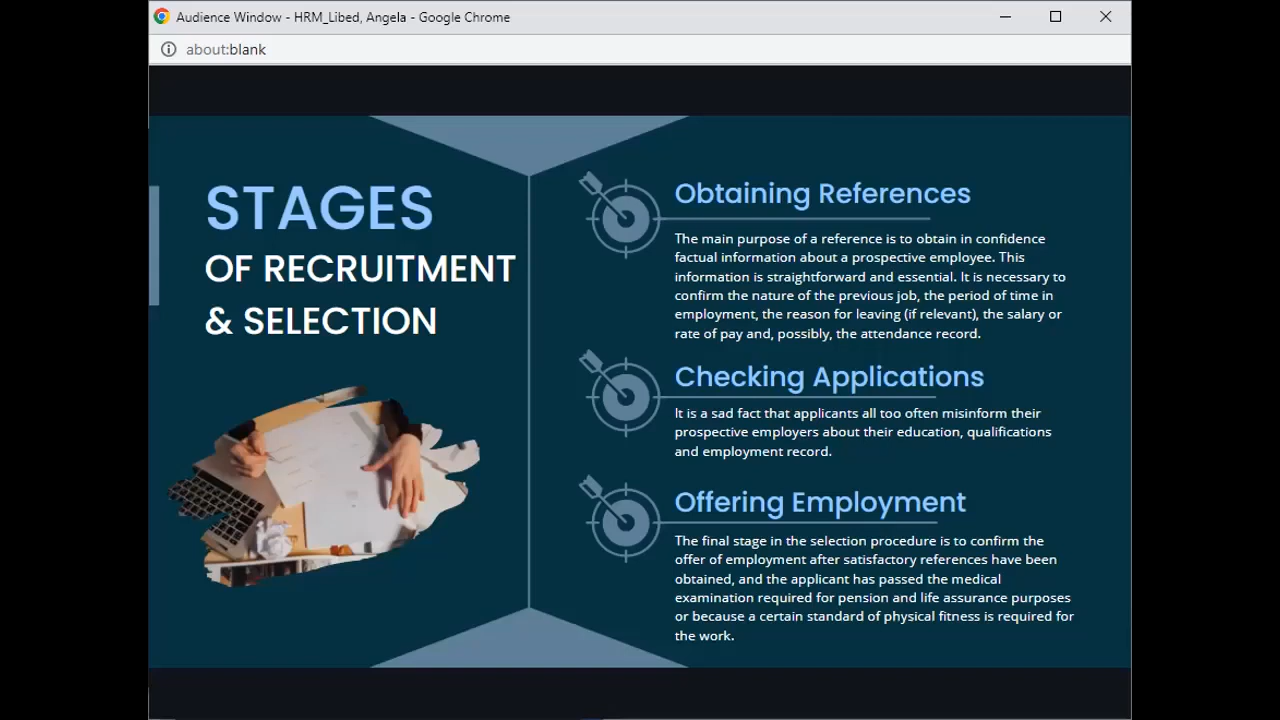 Audience Window - HRM_Libed, Angela - Google Chrome
about:blank
STAGES
OF RECRUITMENT
& SELECTION
Obtaining References
The main purpose of a reference is to obtain in confidence
factual information about a prospective employee. This
information is straightforward and essential. It is necessary to
confirm the nature of the previous job, the period of time in
employment, the reason for leaving (if relevant), the salary or
rate of pay and, possibly, the attendance record.
Checking Applications
It is a sad fact that applicants all too often misinform their
prospective employers about their education, qualifications
and employment record.
Offering Employment
The final stage in the selection procedure is to confirm the
offer of employment after satisfactory references have been
obtained, and the applicant has passed the medical
examination required for pension and life assurance purposes
or because a certain standard of physical fitness is required for
the work.